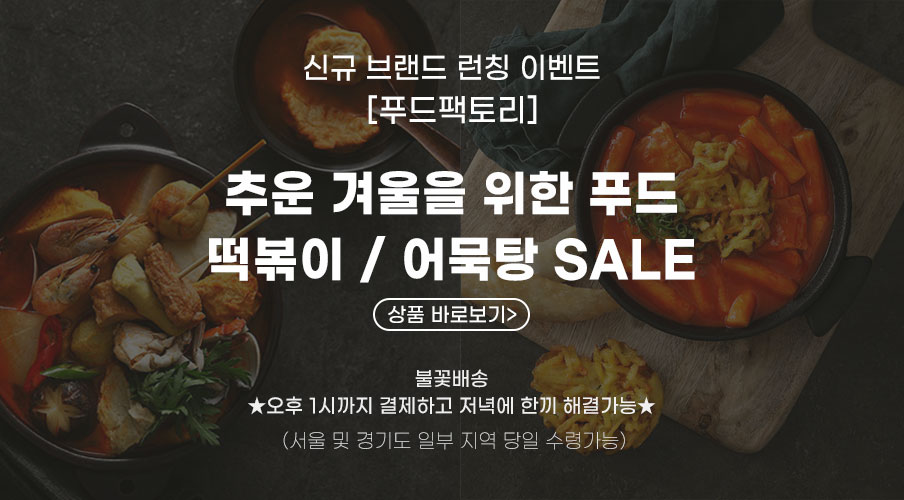 신규 브랜드 런칭 이벤트
[푸드팩토리]
추운 겨울을 위한 푸드
떡볶이 / 어묵탕 SALE
상품 바로보기>
불꽃배송
★오후 1시까지 결제하고 저녁에 한끼 해결가능★
(서울 및 경기도 일부 지역 당일 수령가능)